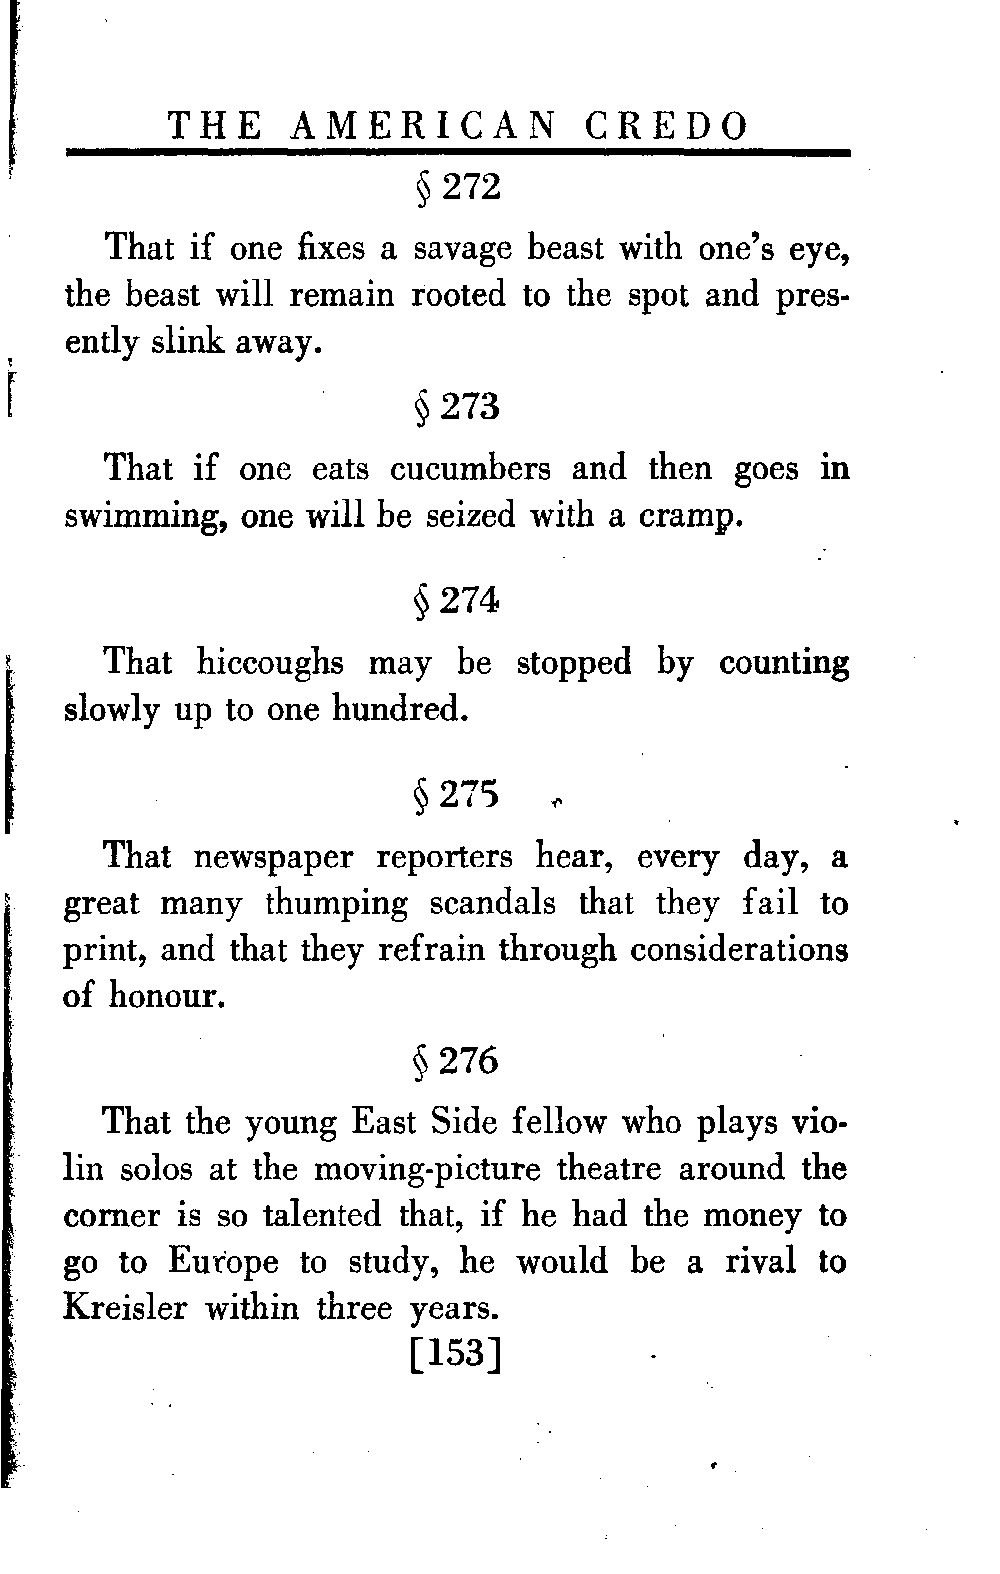 THE AMERICAN CREDO
§ 272
That if one fixes a savage beast with one's eye,
the beast will remain rooted to the spot and pres-
ently slink away.
§ 273
That if one eats cucumbers and then goes in
swimming, one will be seized with a cramp.
§ 274
That hiccoughs may be stopped by counting
slowly up to one hundred.
§ 275
That newspaper reporters hear, every day, a
great many thumping scandals that they fail to
print, and that they refrain through considerations
of honour.
§ 276
That the young East Side fellow who plays vio-
lin solos at the moving-picture theatre around the
corner is so talented that, if he had the money to
go to Europe to study, he would be a rival to
Kreisler within three years.
[153]